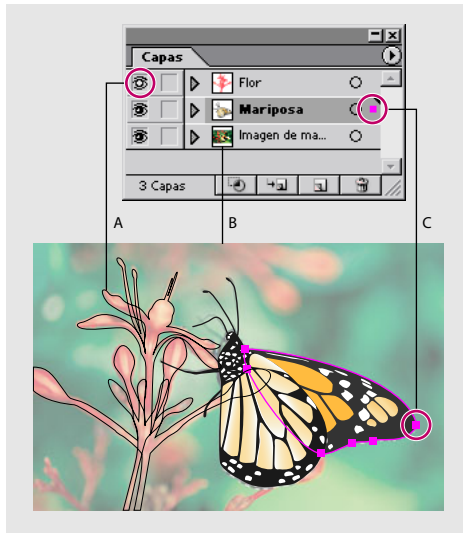 Capas
Flor
Mariposa
Imagen de ma...
3 Capas
A
B
C